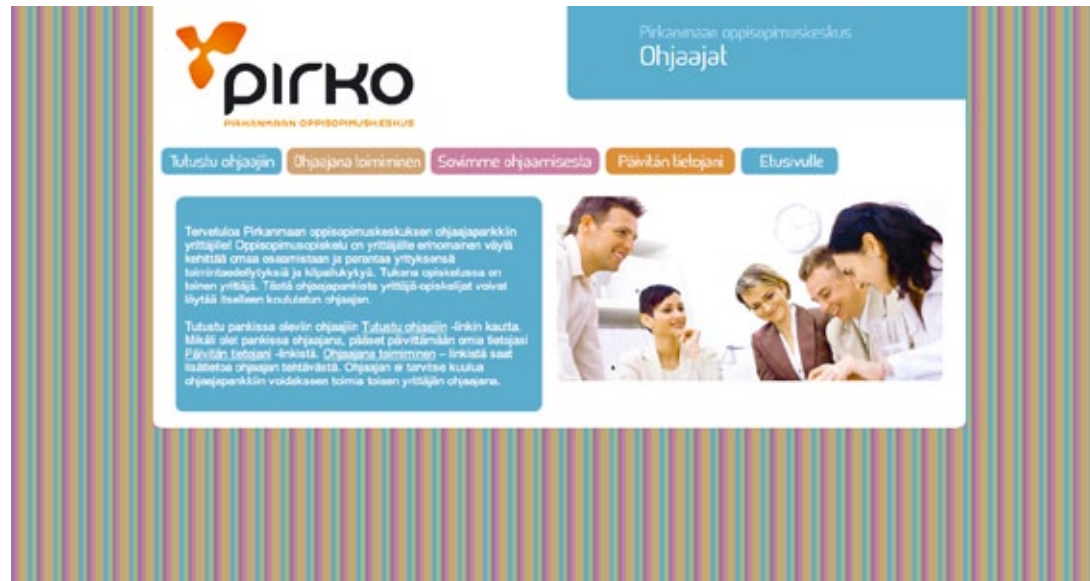 pirko
PIRKANMAAN OPPISOPIMUSKESKUS
Pirkanmaan oppisopimuskeskus
Ohjaajat
Tutustu ohjaajiin
Ohjaajana toimiminen
Sovimme ohjaamisesta
Päivitän tietojani
Etusivulle
Tervetuloa Pirkanmaan oppisopimuskeskuksen ohjaajapankkiin
yrittäjille! Oppisopimusopiskelu on yrittäjälle erinomainen väylä
kehittää omaa osaamistaan ja parantaa yrityksensä
toimintaedellytyksiä ja kilpailukykyä. Tukena opiskelussa on
toinen yrittäjä. Tästä ohjaajapankista yrittäjä-opiskelijat voivat
löytää itselleen koulutetun ohjaajan.
Tutustu pankissa oleviin ohjaajiin Tutustu ohjaajiin -linkin kautta.
Mikäli olet pankissa ohjaajana, pääset päivittämään omia tietojasi
Päivitän tietojani -linkistä. Ohjaajana toimiminen – linkistä saat
lisätietoa ohjaajan tehtävästä. Ohjaajan ei tarvitse kuulua
ohjaajapankkiin voidakseen toimia toisen yrittäjän ohjaajana.